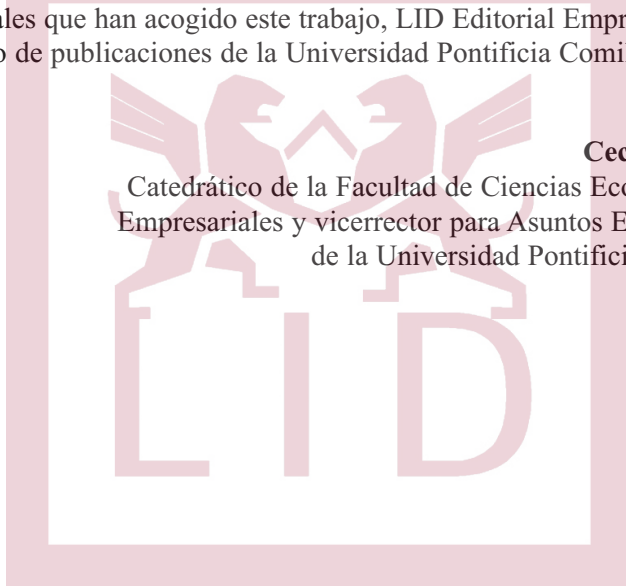 ales que han acogido este trabajo, LID Editorial Empr
o de publicaciones de la Universidad Pontificia Comi
Cec
Catedrático de la Facultad de Ciencias Eco
Empresariales y vicerrector para Asuntos E
de la Universidad Pontifici
LID